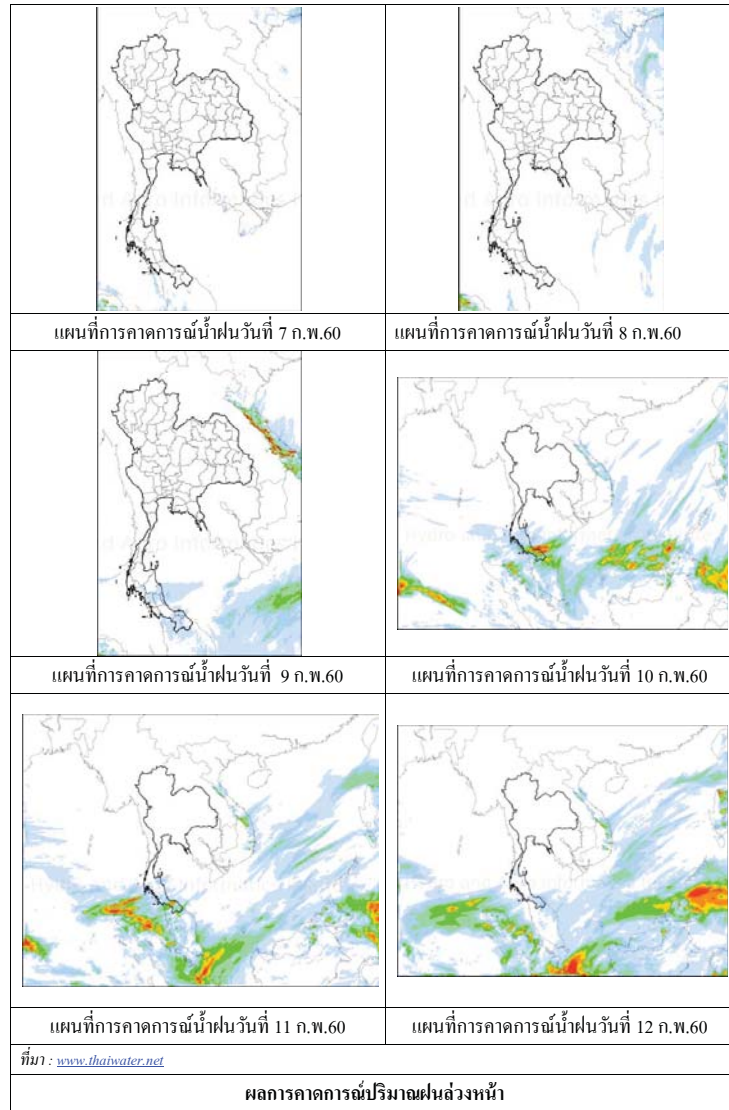 แผนที่การคาดการณ์น้ำฝนวันที่ 7 ก.พ.60
แผนที่การคาดการณ์น้ำฝนวันที่ 8 ก.พ.60
แผนที่การคาดการณ์น้ำฝนวันที่ 9 ก.พ.60
แผนที่การคาดการณ์น้ำฝนวันที่ 10 ก.พ.60
แผนที่การคาดการณ์น้ำฝนวันที่ 11 ก.พ.60
แผนที่การคาดการณ์น้ำฝนวันที่ 12 ก.พ.60
ที่มา : www.thaiwater.net
ผลการคาดการณ์ปริมาณฝนล่วงหน้า